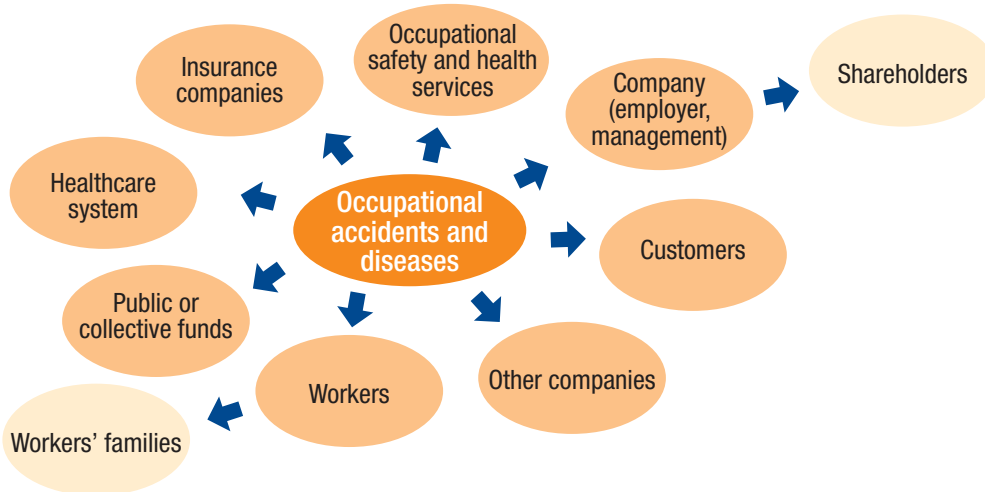 Occupational
safety and health
services
Insurance
companies
Company
(employer,
management)
Shareholders
Healthcare
system
Occupational
accidents and
diseases
Customers
Public or
collective funds
Workers
Other companies
Workers’ families